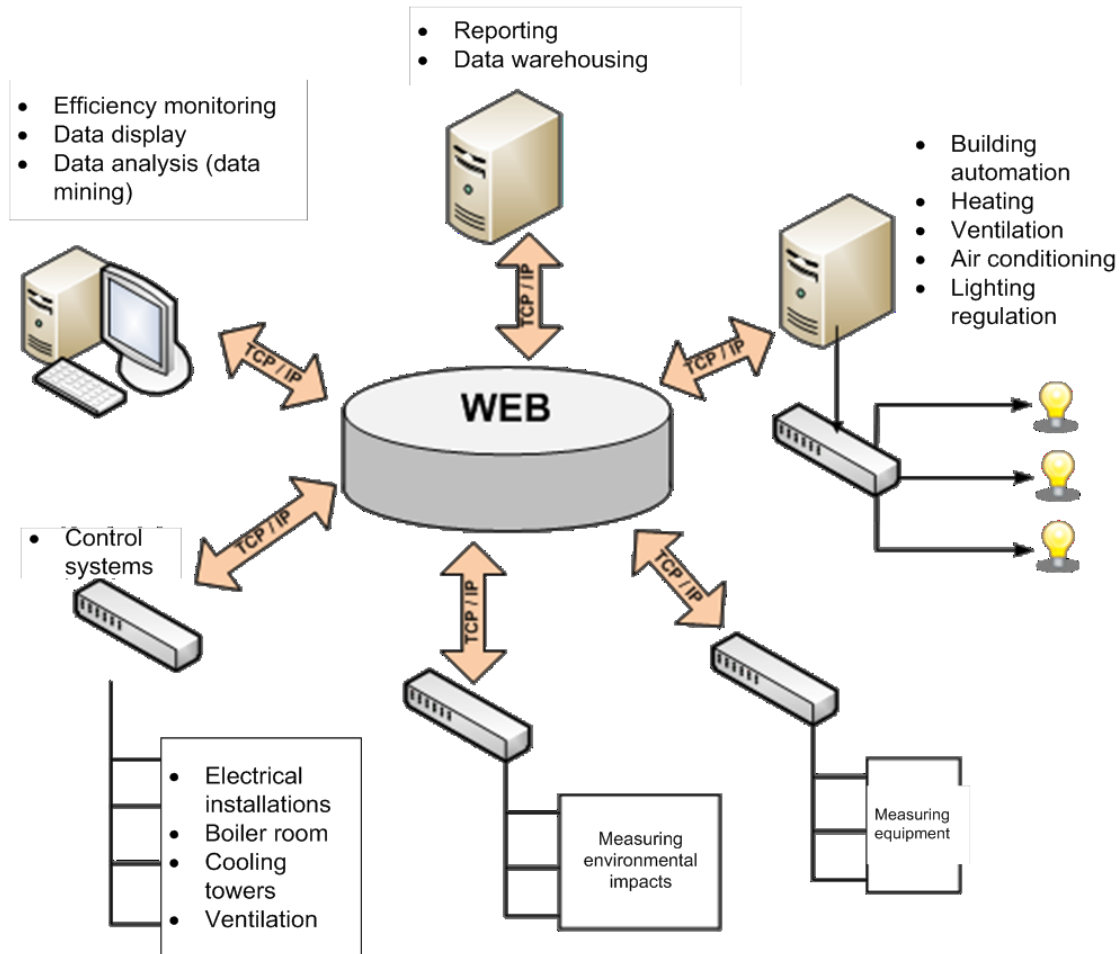 • Reporting
• Data warehousing
• Efficiency monitoring
• Data display
• Data analysis (data
mining)
• Building
automation
• Heating
• Ventilation
• Air conditioning
• Lighting
regulation
TCP / IP
TCP / IP
TCP / IP
WEB
TCP / IP
TCP / IP
TCP / IP
• Control
systems
• Electrical
installations
• Boiler room
• Cooling
towers
• Ventilation
Measuring
environmental
impacts
Measuring
equipment